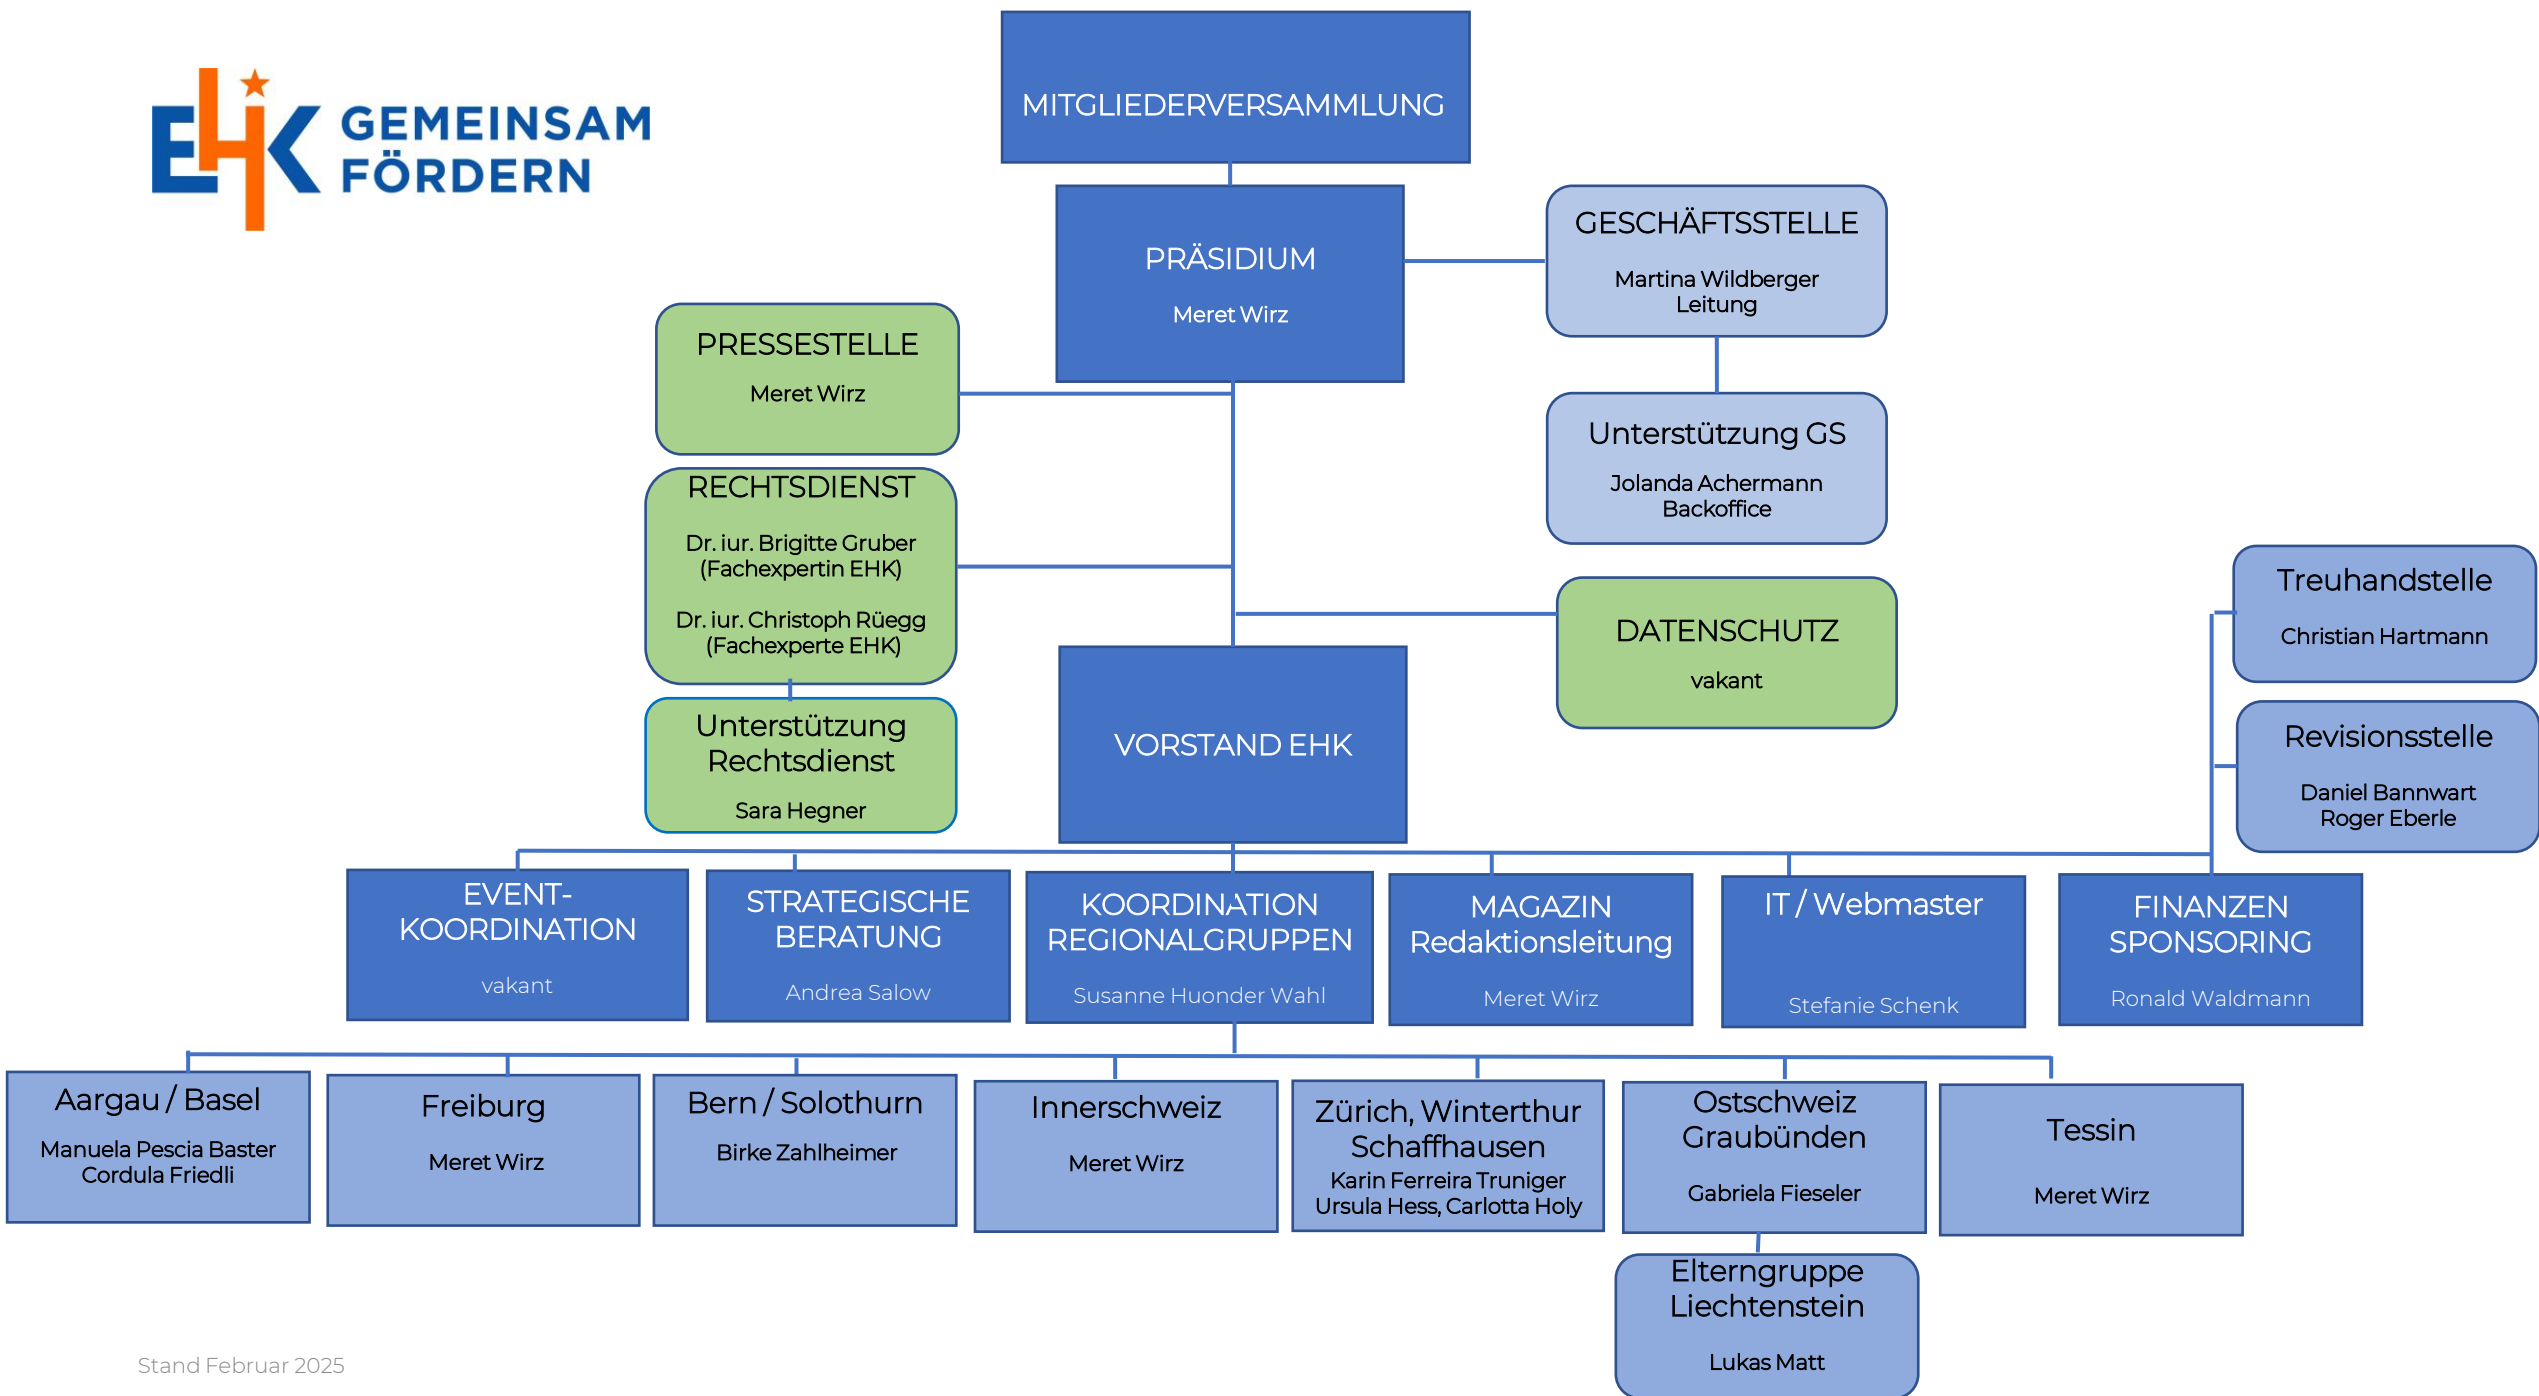 EHK
GEMEINSAM
FÖRDERN
MITGLIEDERVERSAMMLUNG
PRÄSIDIUM
Meret Wirz
GESCHÄFTSSTELLE
Martina Wildberger
Leitung
PRESSESTELLE
Meret Wirz
Unterstützung GS
Jolanda Achermann
Backoffice
RECHTSDIENST
Dr. iur. Brigitte Gruber
(Fachexpertin EHK)
Dr. iur. Christoph Rüegg
(Fachexperte EHK)
DATENSCHUTZ
vakant
Treuhandstelle
Christian Hartmann
Unterstützung
Rechtsdienst
Sara Hegner
VORSTAND EHK
Revisionsstelle
Daniel Bannwart
Roger Eberle
EVENT-
KOORDINATION
vakant
STRATEGISCHE
BERATUNG
Andrea Salow
KOORDINATION
REGIONALGRUPPEN
Susanne Huonder Wahl
MAGAZIN
Redaktionsleitung
Meret Wirz
IT / Webmaster
Stefanie Schenk
FINANZEN
SPONSORING
Ronald Waldmann
Aargau / Basel
Manuela Pescia Baster
Cordula Friedli
Freiburg
Meret Wirz
Bern / Solothurn
Birke Zahlheimer
Innerschweiz
Meret Wirz
Zürich, Winterthur
Schaffhausen
Karin Ferreira Truniger
Ursula Hess, Carlotta Holy
Ostschweiz
Graubünden
Gabriela Fieseler
Tessin
Meret Wirz
Elterngruppe
Liechtenstein
Lukas Matt
Stand Februar 2025